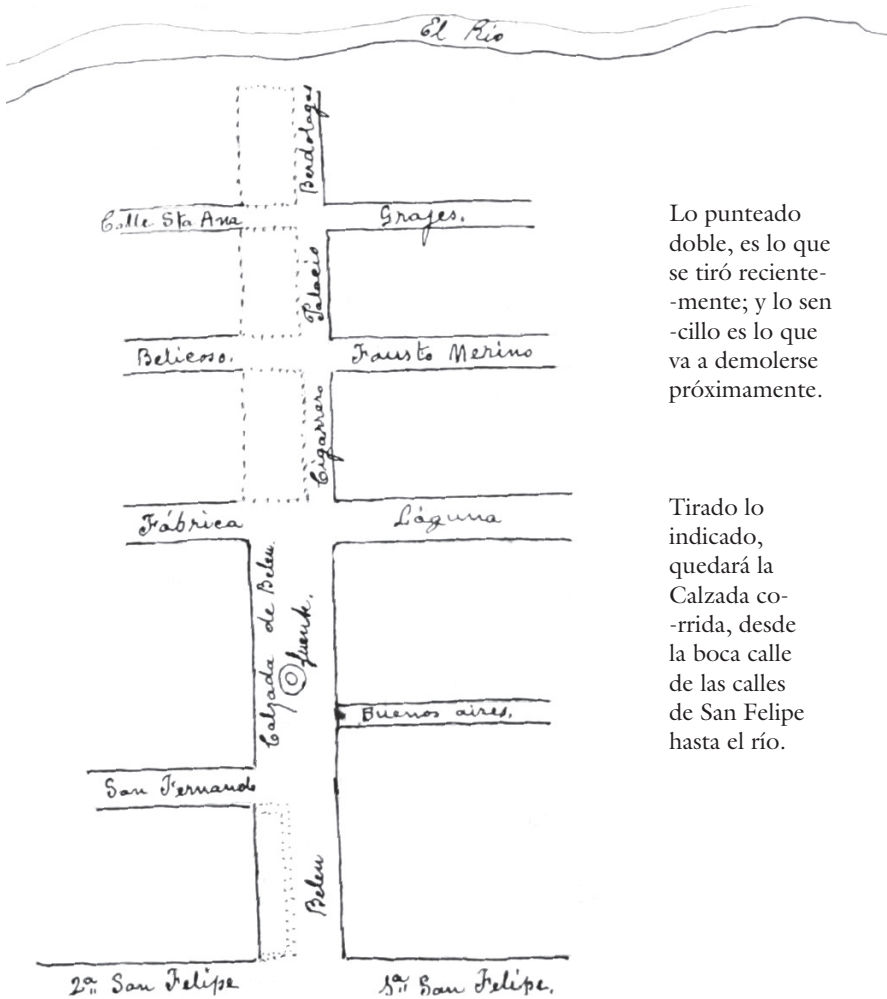 El Río
Berdolagas
Calle Sta Ana
Grajes.
Palacio
Belicoso.
Fausto Merino
Cigarrero
Fábrica
Láguna
Calzada de Belen.
fuente.
Buenos aires.
San Fernando
Belen
2ª San Felipe
1ª San Felipe.
Lo punteado
doble, es lo que
se tiró reciente-
-mente; y lo sen
-cillo es lo que
va a demolerse
próximamente.
Tirado lo
indicado,
quedará la
Calzada co-
-rrida, desde
la boca calle
de las calles
de San Felipe
hasta el río.